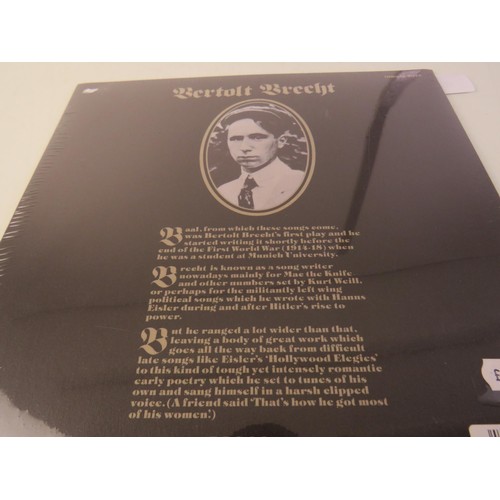 Bertolt Brecht
Baal, from which these songs come,
was Bertolt Brecht's first play and he
started writing it shortly before the
end of the First World War (1914-18) when
he was a student at Munich University.
Brecht is known as a song writer
nowadays mainly for Mac the Knife
and other numbers set by Kurt Weill,
or perhaps for the militantly left wing
political songs which he wrote with Hanns
Eisler during and after Hitler's rise to
power.
But he ranged a lot wider than that,
leaving a body of great work which
goes all the way back from difficult
late songs like Eisler's 'Hollywood Elegies'
to this kind of tough yet intensely romantic
early poetry which he set to tunes of his
own and sang himself in a harsh clipped
voice.(A friend said 'That's how he got most
of his women'.)
£